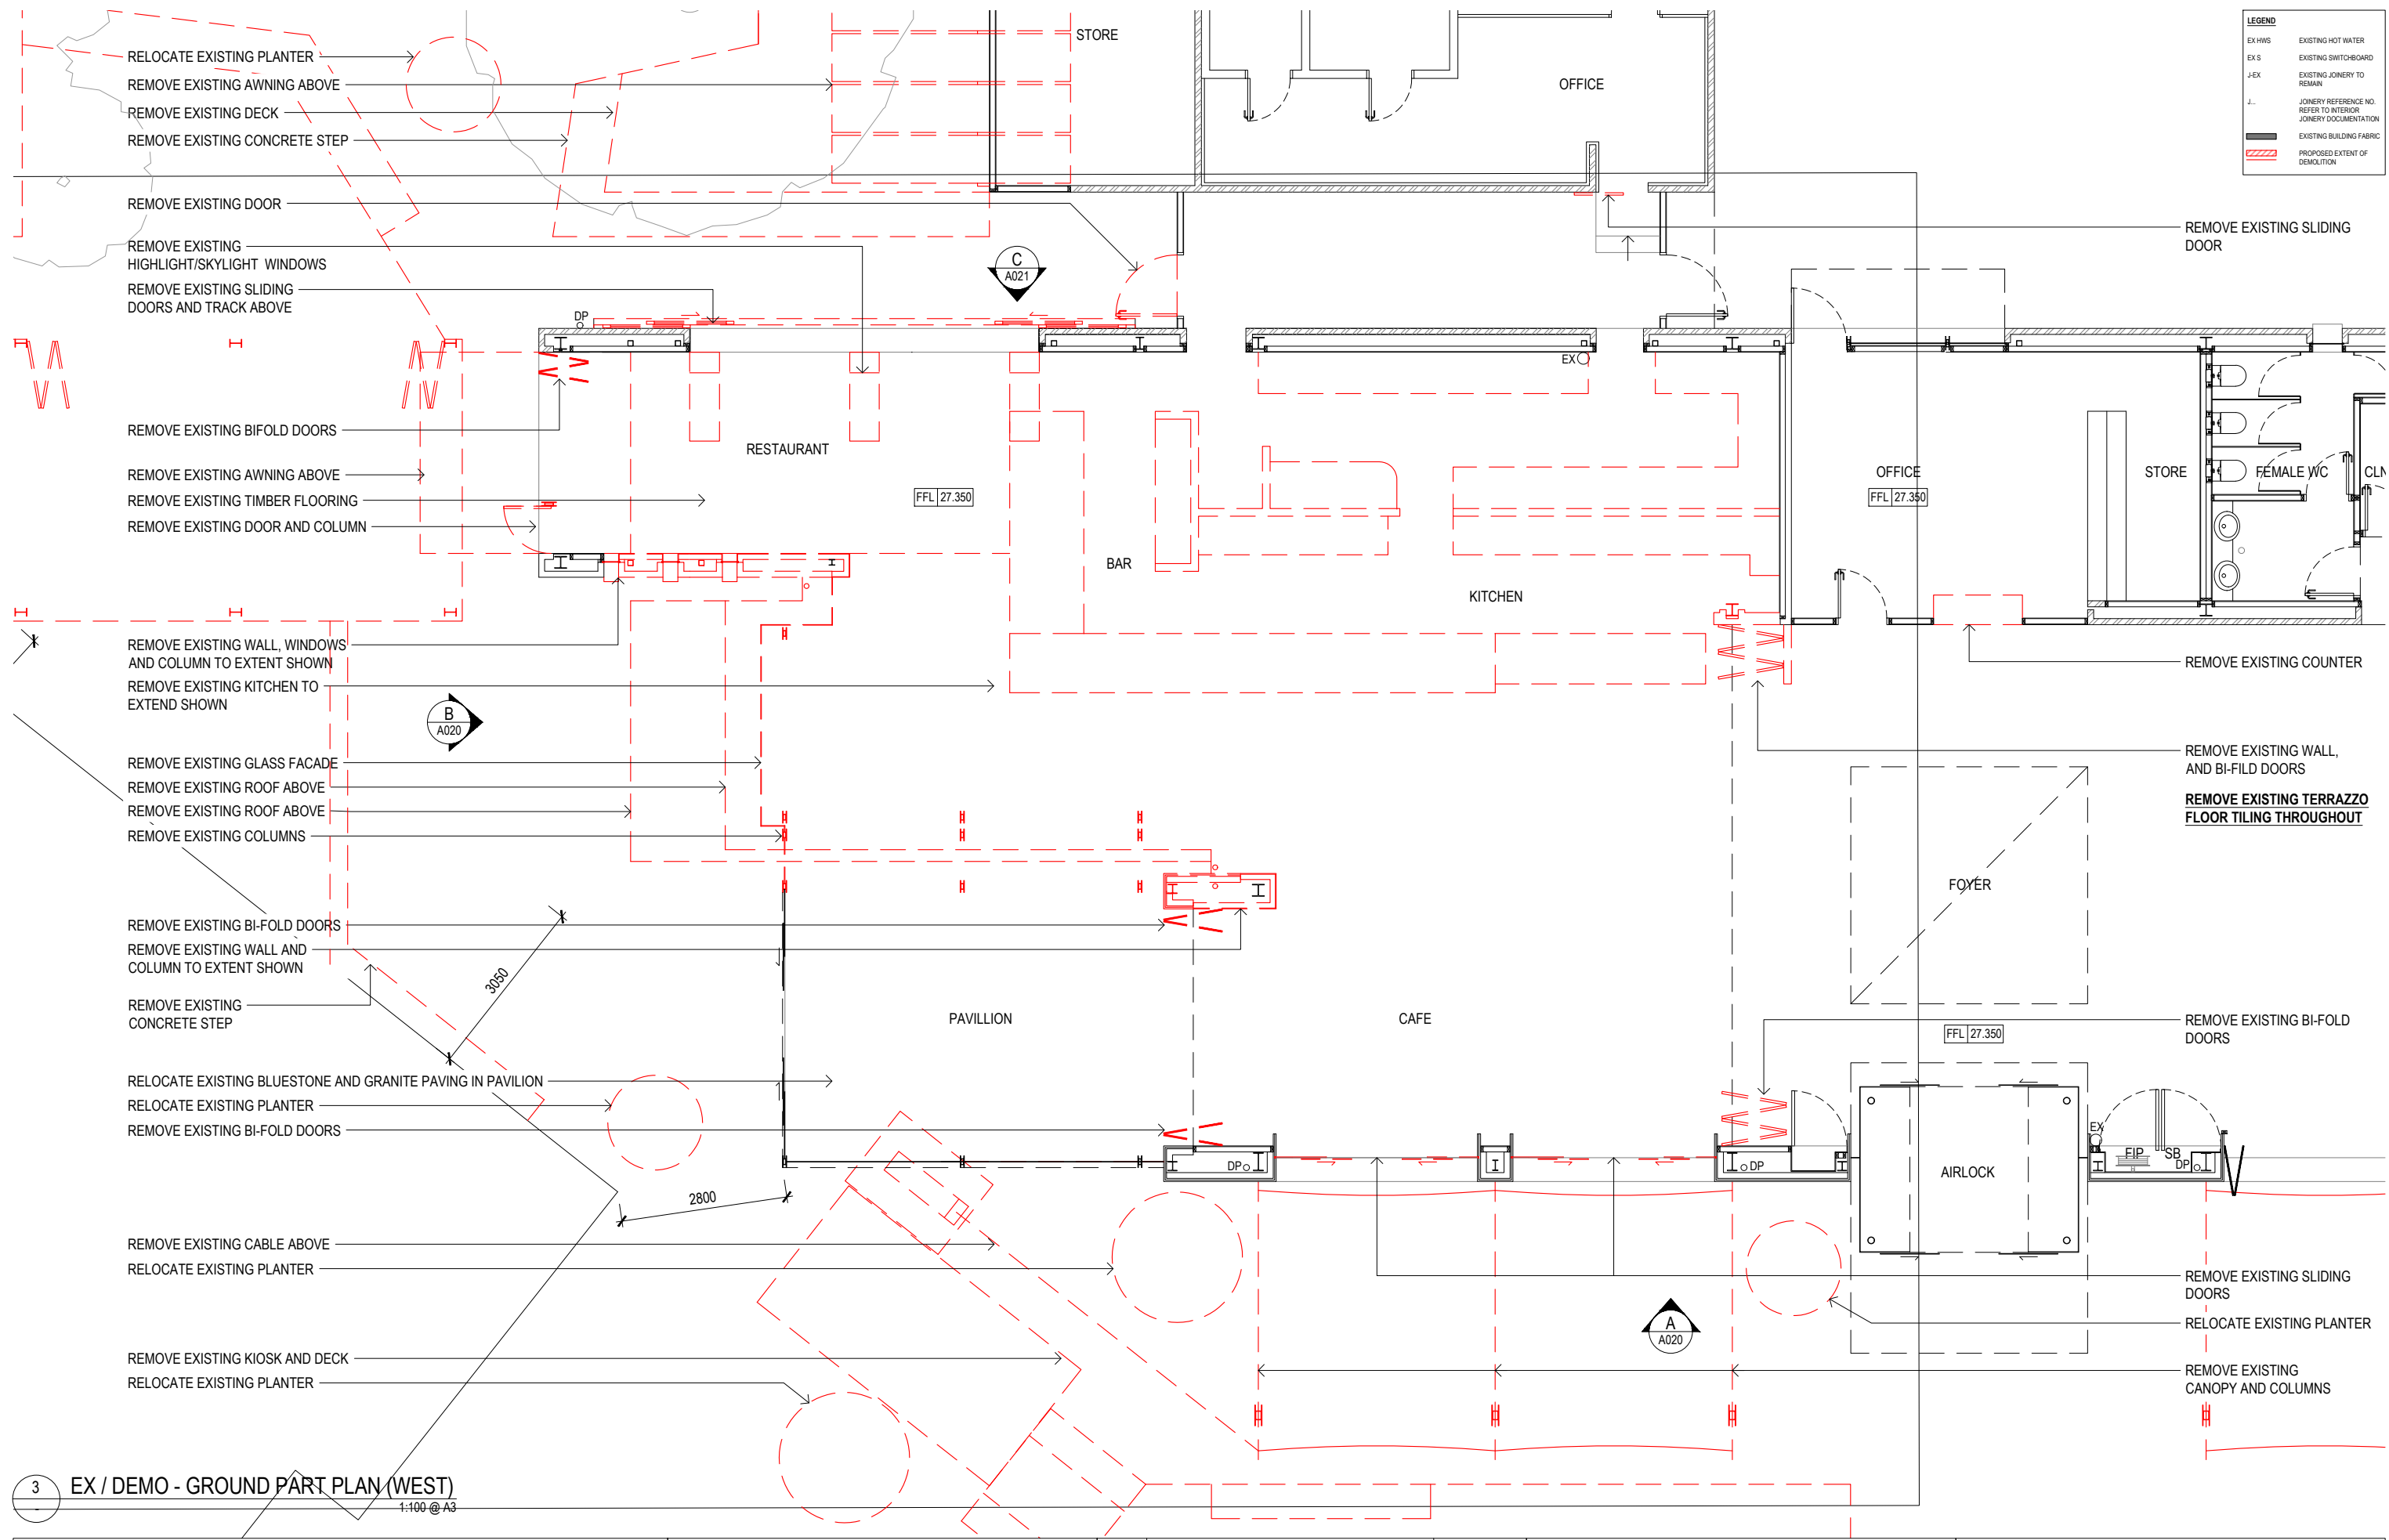 RELOCATE EXISTING PLANTER
REMOVE EXISTING AWNING ABOVE
REMOVE EXISTING DECK
REMOVE EXISTING CONCRETE STEP
REMOVE EXISTING DOOR
REMOVE EXISTING
HIGHLIGHT/SKYLIGHT WINDOWS
REMOVE EXISTING SLIDING
DOORS AND TRACK ABOVE
REMOVE EXISTING BIFOLD DOORS
REMOVE EXISTING AWNING ABOVE
REMOVE EXISTING TIMBER FLOORING
REMOVE EXISTING DOOR AND COLUMN
REMOVE EXISTING WALL, WINDOWS
AND COLUMN TO EXTENT SHOWN
REMOVE EXISTING KITCHEN TO
EXTEND SHOWN
REMOVE EXISTING GLASS FACADE
REMOVE EXISTING ROOF ABOVE
REMOVE EXISTING ROOF ABOVE
REMOVE EXISTING COLUMNS
REMOVE EXISTING BI-FOLD DOORS
REMOVE EXISTING WALL AND
COLUMN TO EXTENT SHOWN
REMOVE EXISTING
CONCRETE STEP
RELOCATE EXISTING BLUESTONE AND GRANITE PAVING IN PAVILION
RELOCATE EXISTING PLANTER
REMOVE EXISTING BI-FOLD DOORS
REMOVE EXISTING CABLE ABOVE
RELOCATE EXISTING PLANTER
REMOVE EXISTING KIOSK AND DECK
RELOCATE EXISTING PLANTER
STORE
OFFICE
C
A021
DP
EX
RESTAURANT
FFL 27.350
BAR
KITCHEN
OFFICE
FFL 27.350
STORE
FEMALE WC
CLN
B
A020
3050
2800
PAVILLION
CAFE
FOYER
FFL 27.350
AIRLOCK
DP
DP
EX
FIP
SB
DP
A
A020
LEGEND
EX HWS EXISTING HOT WATER
EX S EXISTING SWITCHBOARD
J-EX EXISTING JOINERY TO
REMAIN
J... JOINERY REFERENCE NO.
REFER TO INTERIOR
JOINERY DOCUMENTATION
EXISTING BUILDING FABRIC
PROPOSED EXTENT OF
DEMOLITION
REMOVE EXISTING SLIDING
DOOR
REMOVE EXISTING COUNTER
REMOVE EXISTING WALL,
AND BI-FILD DOORS
REMOVE EXISTING TERRAZZO
FLOOR TILING THROUGHOUT
REMOVE EXISTING BI-FOLD
DOORS
REMOVE EXISTING SLIDING
DOORS
RELOCATE EXISTING PLANTER
REMOVE EXISTING
CANOPY AND COLUMNS
3
-
EX / DEMO - GROUND PART PLAN (WEST)
1:100 @ A3